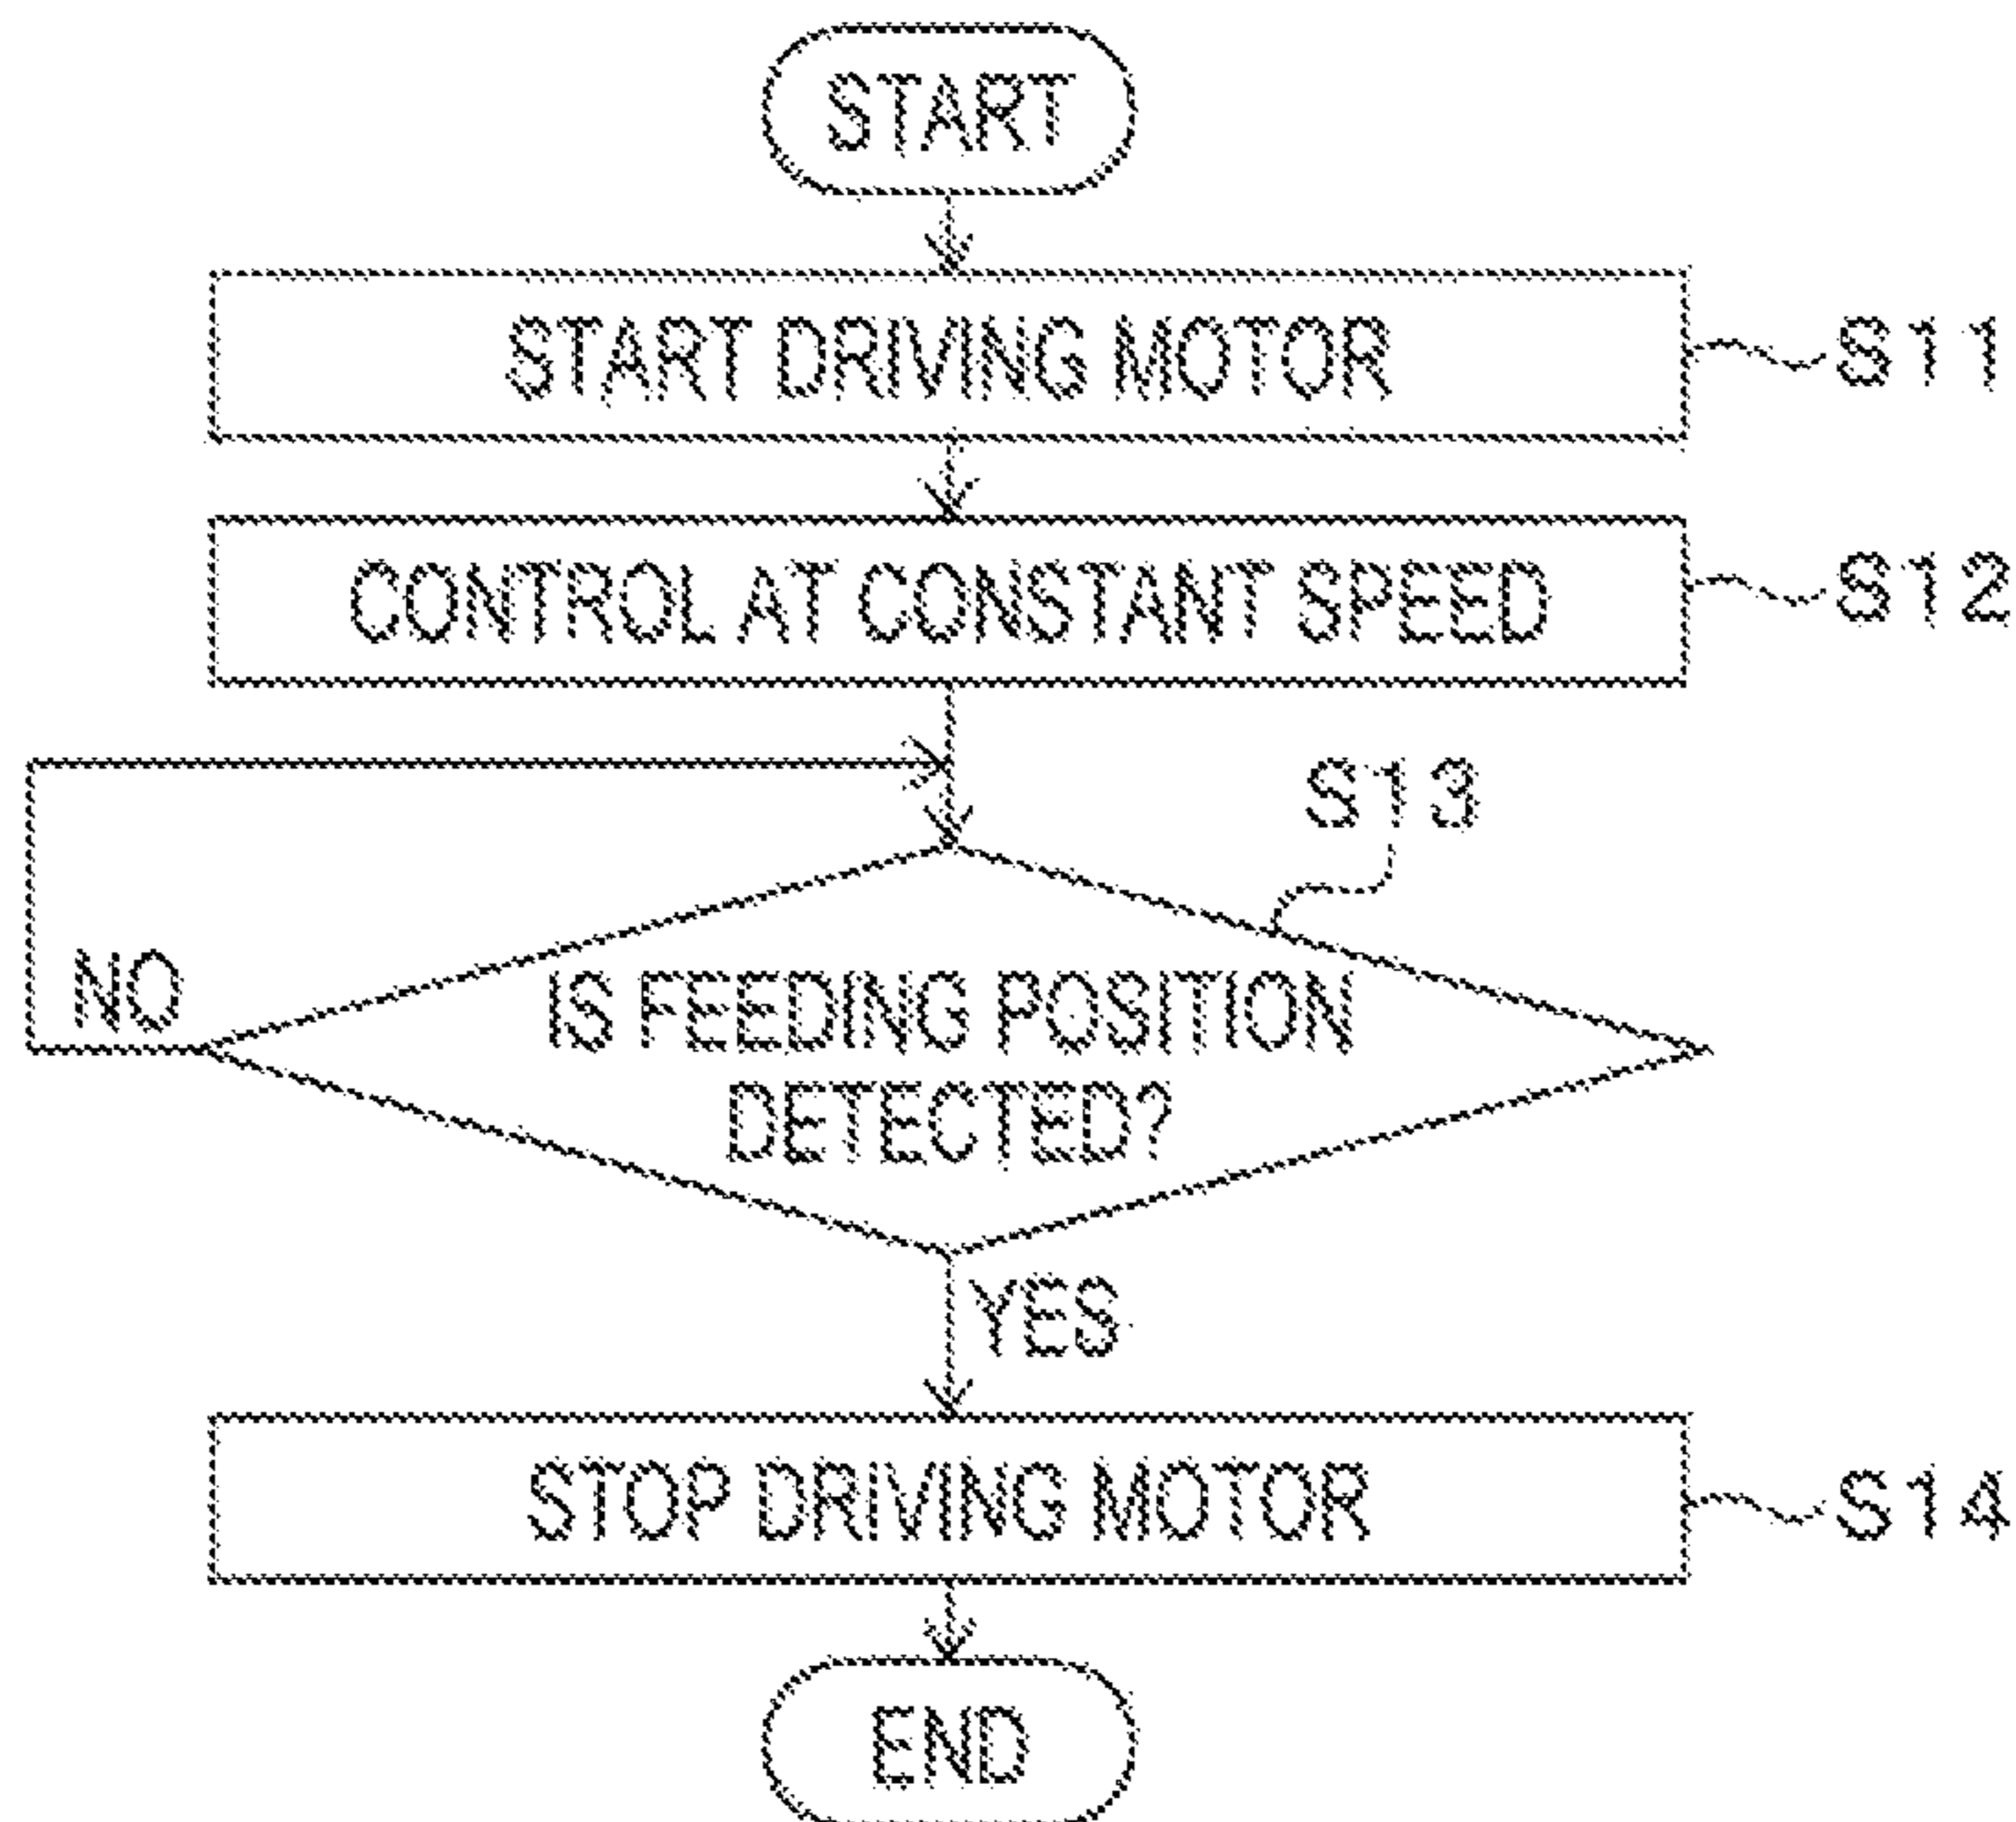 START
START DRIVING MOTOR
S11
CONTROL AT CONSTANT SPEED
S12
S13
NO
IS FEEDING POSITION
DETECTED?
YES
STOP DRIVING MOTOR
S14
END